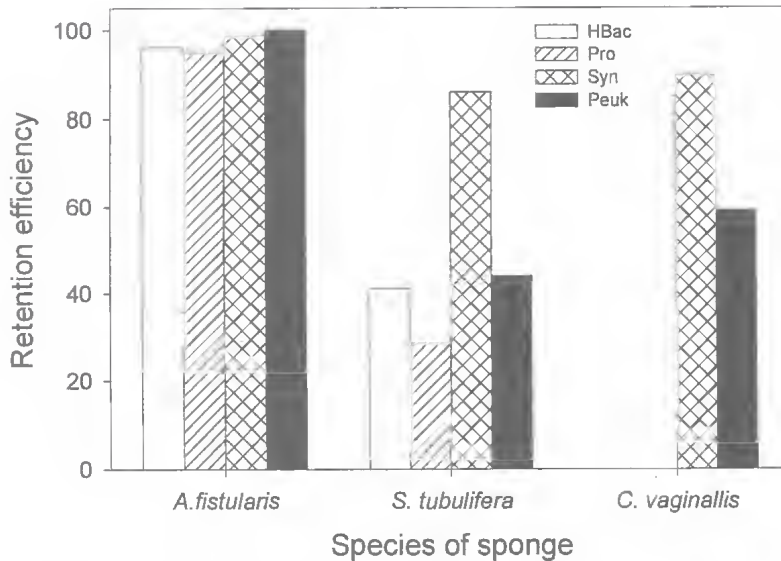 Retention efficiency
100
80
60
40
20
0
HBac
Pro
Syn
Peuk
A.fistularis
S. tubulifera
C. vaginallis
Species of sponge